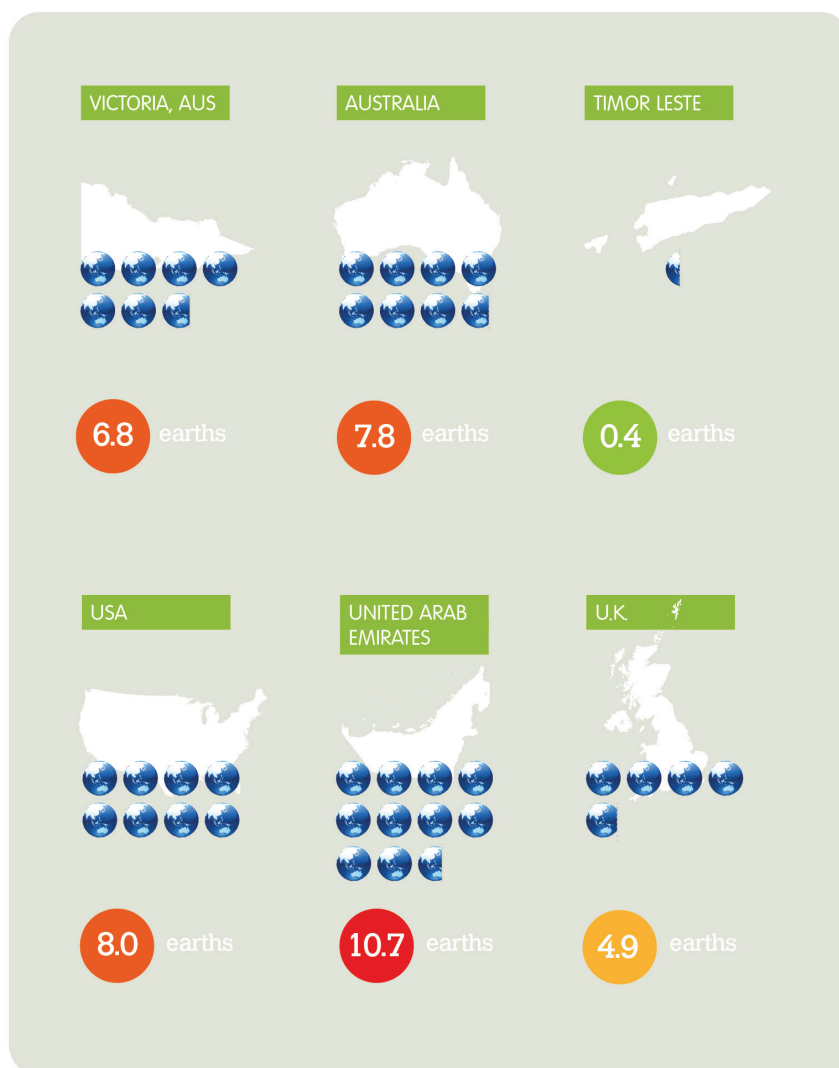 VICTORIA, AUS
AUSTRALIA
TIMOR LESTE
6.8 earths
7.8 earths
0.4 earths
USA
UNITED ARAB
EMIRATES
U.K.
8.0 earths
10.7 earths
4.9 earths